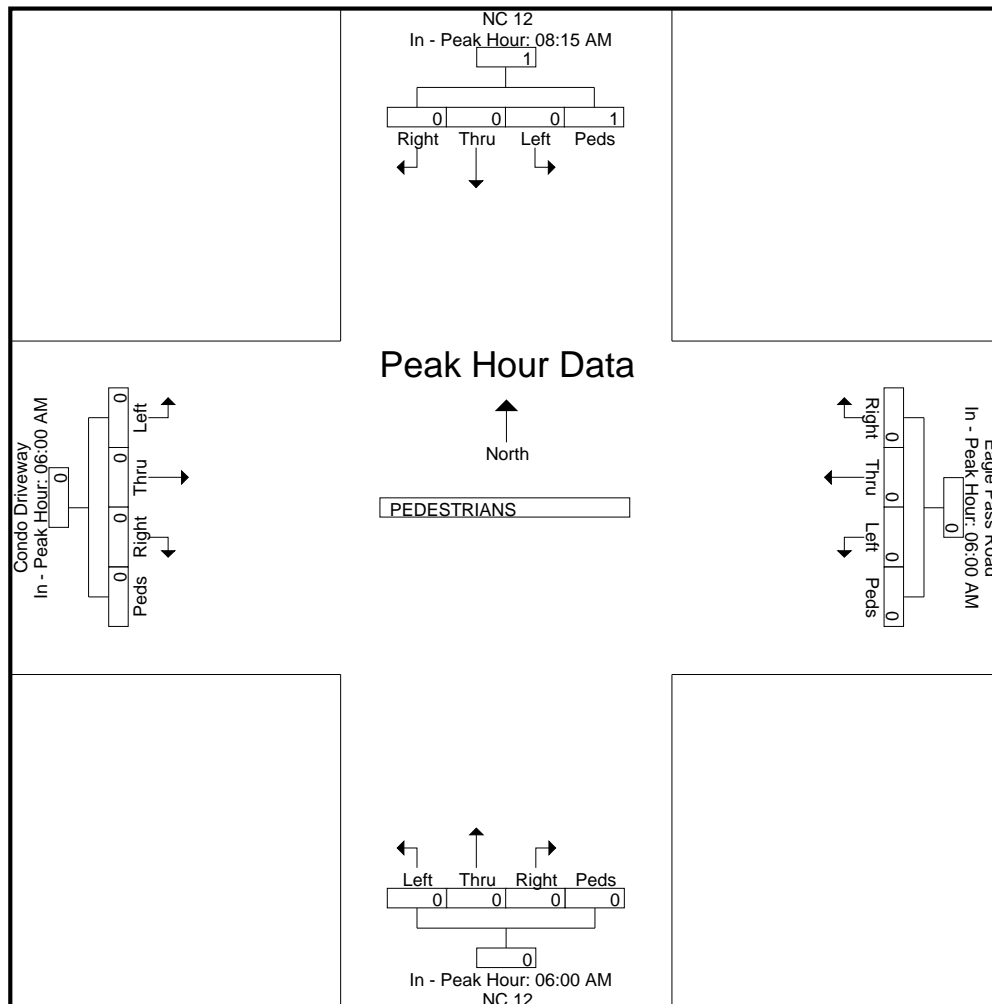 NC 12
In - Peak Hour: 08:15 AM
1
0 0 0 1
Right Thru Left Peds
Peak Hour Data
North
PEDESTRIANS
Condo Driveway
In - Peak Hour: 06:00 AM
0
0 0 0 0
Left Thru Right Peds
Eagle Pass Road
In - Peak Hour: 06:00 AM
0
0 0 0 0
Right Thru Left Peds
Left Thru Right Peds
0 0 0 0
0
In - Peak Hour: 06:00 AM
NC 12